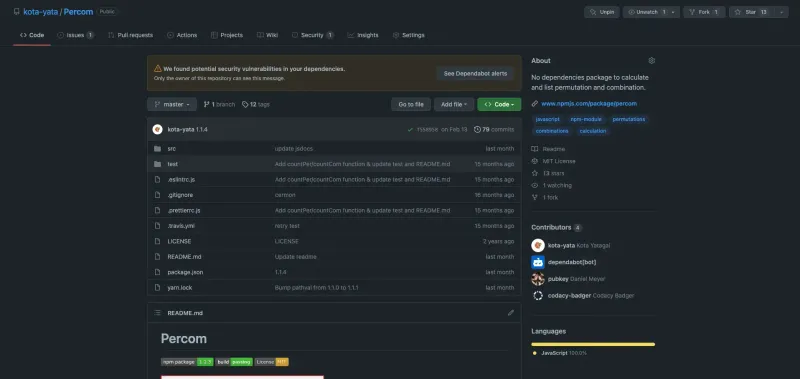 kota-yata / Percom Public
Unpin
Unwatch 1
Fork 1
Star 13
Code
Issues 1
Pull requests
Actions
Projects
Wiki
Security 1
Insights
Settings
We found potential security vulnerabilities in your dependencies.
Only the owner of this repository can see this message.
See Dependabot alerts
master
1 branch
12 tags
Go to file
Add file
Code
kota-yata 1.1.4
on Feb 13
79 commits
src update jsdocs last month
test Add countPer/countCom function & update test and README.md 15 months ago
.eslintrc.js Add countPer/countCom function & update test and README.md 15 months ago
.gitignore 16 months ago
.prettierrc.js Add countPer/countCom function & update test and README.md 15 months ago
.travis.yml retry test 15 months ago
LICENSE LICENSE 2 years ago
README.md Update readme last month
package.json 1.1.4 last month
yarn.lock Bump pathval from 1.1.0 to 1.1.1 last month
README.md
Percom
npm package
build passing
License MIT
About
No dependencies package to calculate
and list permutation and combination.
www.npmjs.com/package/percom
javascript npm-module permutations
combinations calculation
Readme
MIT License
13 stars
1 watching
1 fork
Contributors 4
kota-yata Kota Yatagai
dependabot[bot]
pubkey Daniel Meyer
codacy-badger Codacy Badger
Languages
JavaScript 100.0%